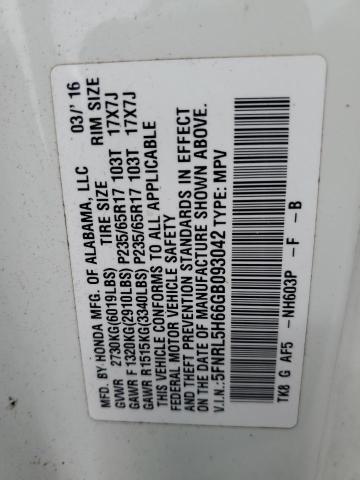 MFD. BY HONDA MFG. OF ALABAMA, LLC 03/'16
TIRE SIZE RIM SIZE
GVWR 2730KG(6019LBS) P235/65R17 103T 17X7J
GAWR F 1320KG(2910LBS) P235/65R17 103T 17X7J
GAWR R1515KG(3340LBS)
THIS VEHICLE CONFORMS TO ALL APPLICABLE
FEDERAL MOTOR VEHICLE SAFETY
AND THEFT PREVENTION STANDARDS IN EFFECT
ON THE DATE OF MANUFACTURE SHOWN ABOVE.
V.I.N.:5FNRL5H66GB093042 TYPE: MPV
TK8 G AF5 -NH603P -F -B